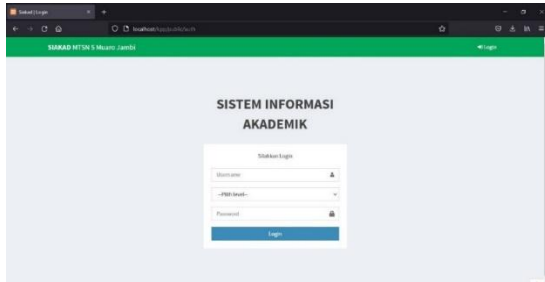 Siakad | Login
SIAKAD MTSN 5 Muaro Jambi
Login
SISTEM INFORMASI
AKADEMIK
Silahkan Login
Username
--Pilih level--
Password
Login